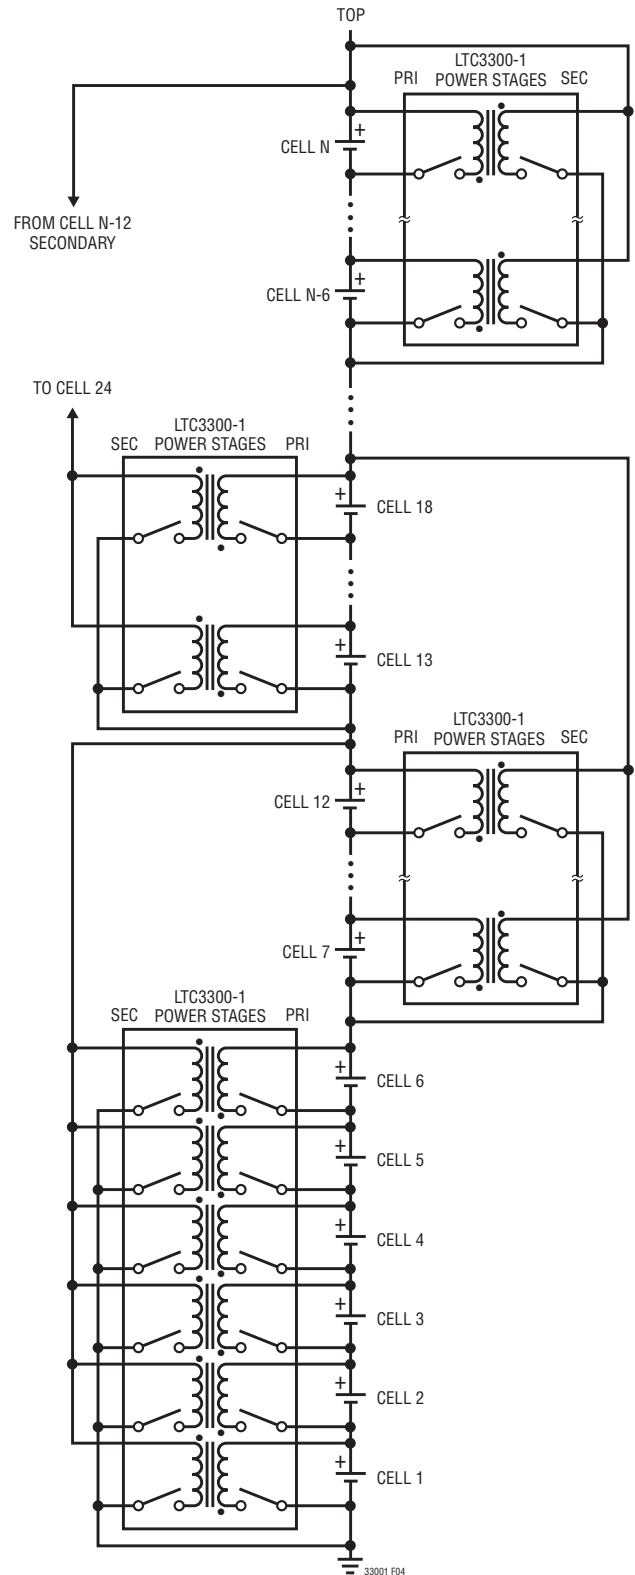 TOP
LTC3300-1
PRI POWER STAGES SEC
+
CELL N
FROM CELL N-12
SECONDARY
+
CELL N-6
TO CELL 24
LTC3300-1
SEC POWER STAGES PRI
+
CELL 18
+
CELL 13
LTC3300-1
PRI POWER STAGES SEC
+
CELL 12
+
CELL 7
LTC3300-1
SEC POWER STAGES PRI
+
CELL 6
+
CELL 5
+
CELL 4
+
CELL 3
+
CELL 2
+
CELL 1
33001 F04